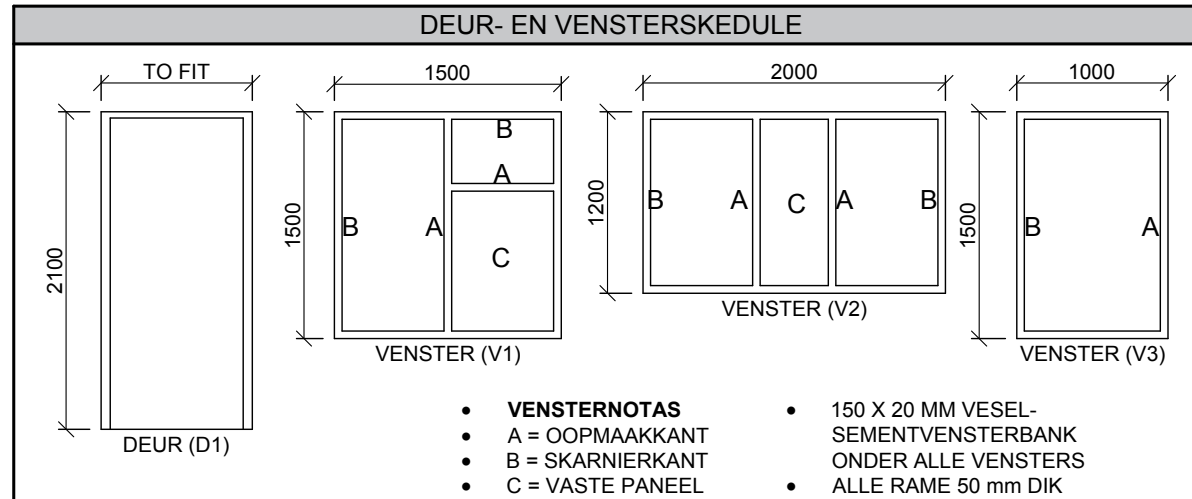 DEUR- EN VENSTERSKEDULE
TO FIT
1500
2000
1000
2100
1500
1200
1500
B
A
B
A
C
B
A
C
A
B
B
A
DEUR (D1)
VENSTER (V1)
VENSTER (V2)
VENSTER (V3)
• VENSTERNOTAS
• A = OOPMAAKKANT
• B = SKARNIERKANT
• C = VASTE PANEEL
• 150 X 20 MM VESEL-
SEMENTVENSTERBANK
ONDER ALLE VENSTERS
• ALLE RAME 50 mm DIK